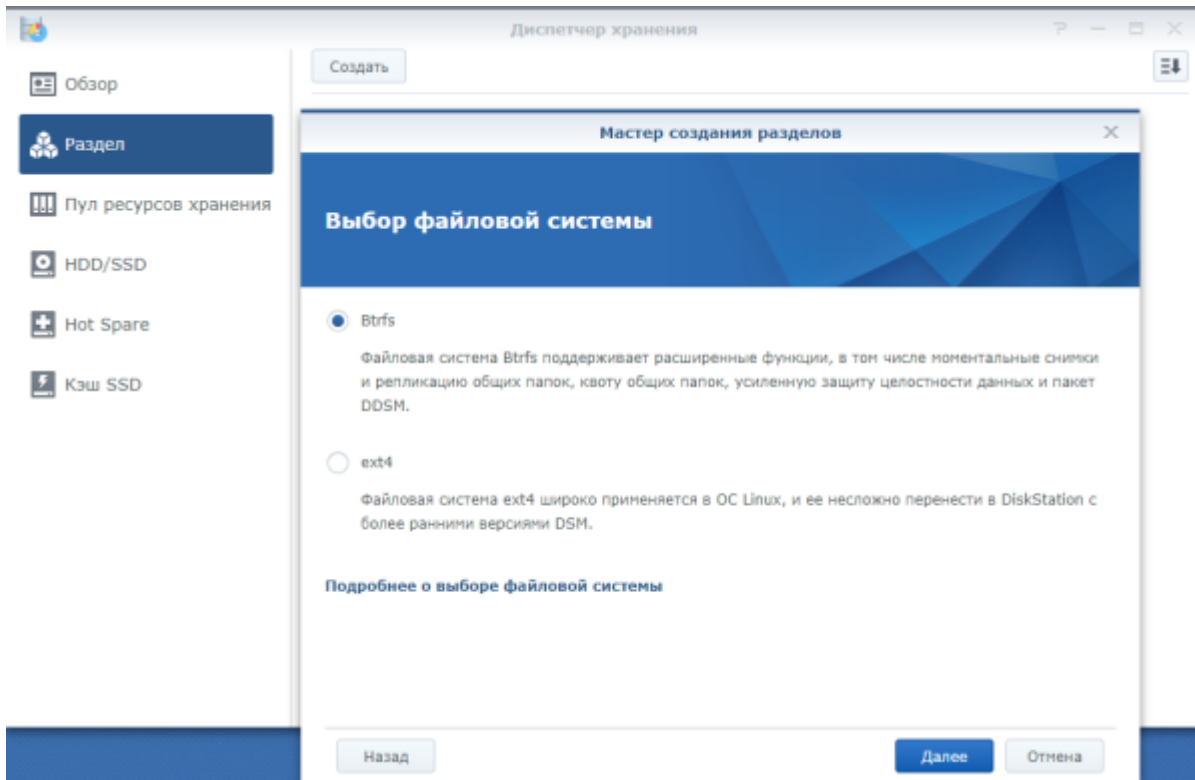 Диспетчер хранения
Обзор
Раздел
Пул ресурсов хранения
HDD/SSD
Hot Spare
Кэш SSD
Создать
Мастер создания разделов
Выбор файловой системы
Btrfs
Файловая система Btrfs поддерживает расширенные функции, в том числе моментальные снимки
и репликацию общих папок, квоту общих папок, усиленную защиту целостности данных и пакет
DDSM.
ext4
Файловая система ext4 широко применяется в ОС Linux, и ее несложно перенести в DiskStation с
более ранними версиями DSM.
Подробнее о выборе файловой системы
Назад
Далее
Отмена